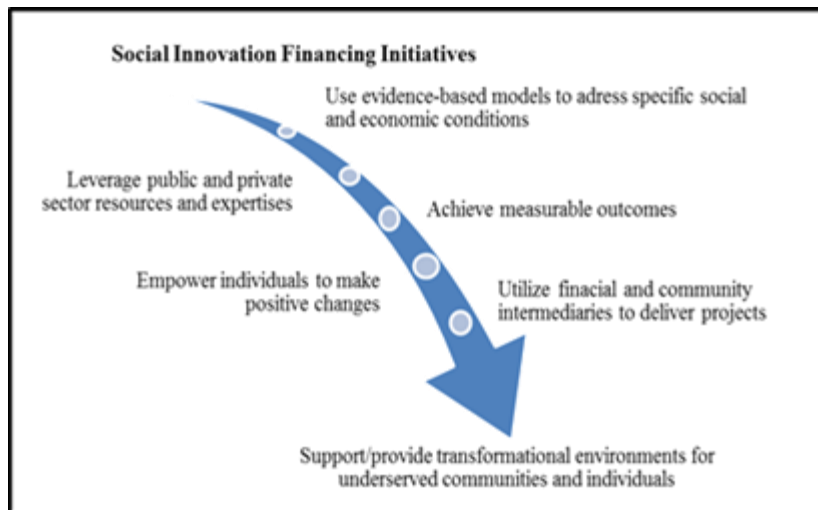 Social Innovation Financing Initiatives
Use evidence-based models to adress specific social
and economic conditions
Leverage public and private
sector resources and expertises
Achieve measurable outcomes
Empower individuals to make
positive changes
Utilize finacial and community
intermediaries to deliver projects
Support/provide transformational environments for
underserved communities and individuals